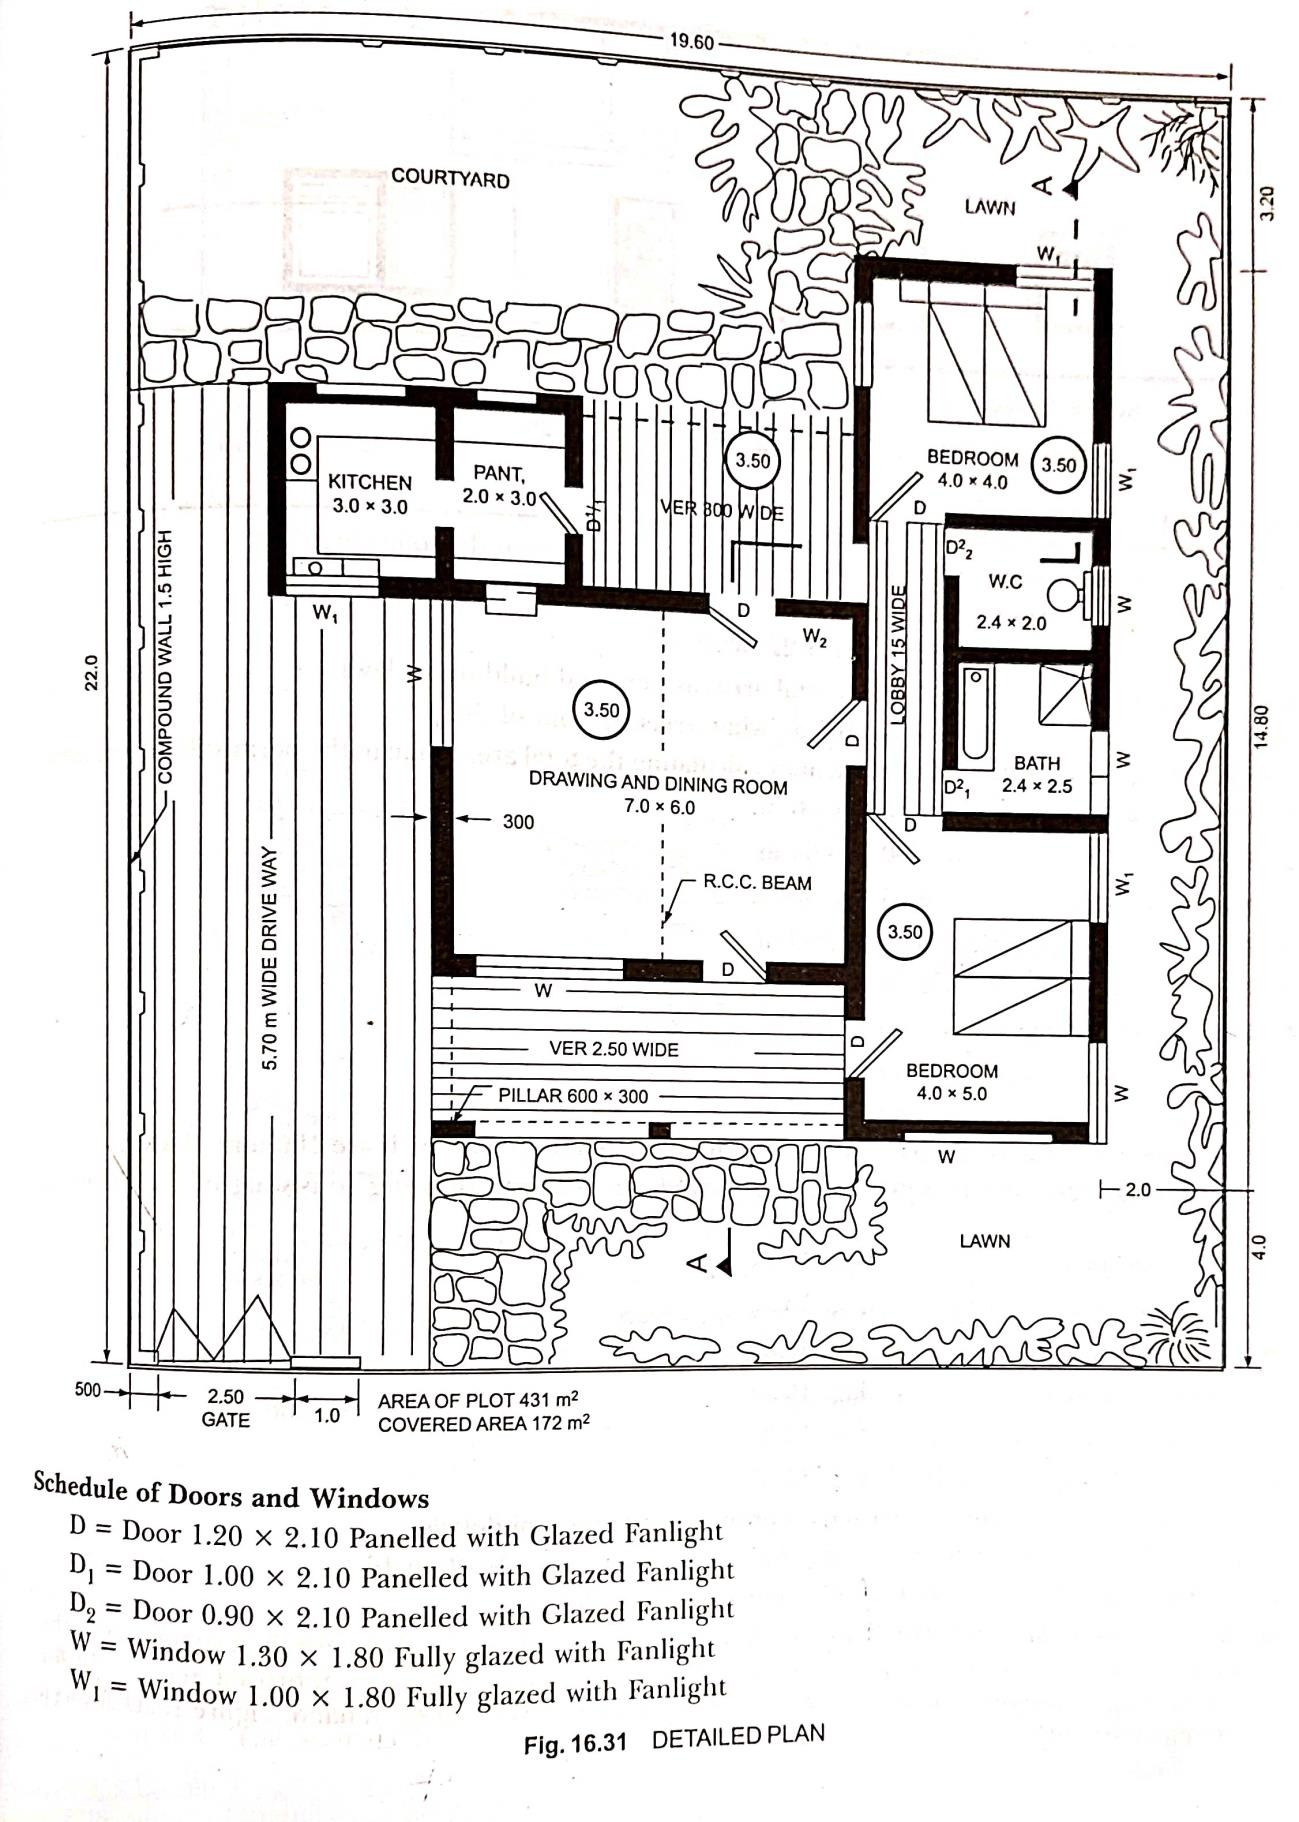 19.60
COURTYARD
LAWN
A
3.20
W₁
KITCHEN
3.0 × 3.0
PANT,
2.0 × 3.0
D1/1
3.50
VER 300 WIDE
BEDROOM
4.0 × 4.0
3.50
W₁
D
D²₂
W.C
2.4 × 2.0
W
COMPOUND WALL 1.5 HIGH
22.0
W₁
W
D
W₂
LOBBY 15 WIDE
3.50
D
DRAWING AND DINING ROOM
7.0 × 6.0
BATH
2.4 × 2.5
D²₁
W
14.80
300
D
R.C.C. BEAM
W₁
3.50
5.70 m WIDE DRIVE WAY
D
W
VER 2.50 WIDE
D
BEDROOM
4.0 × 5.0
W
PILLAR 600 × 300
W
2.0
A
LAWN
4.0
500
2.50
GATE
1.0
AREA OF PLOT 431 m²
COVERED AREA 172 m²
Schedule of Doors and Windows
D = Door 1.20 × 2.10 Panelled with Glazed Fanlight
D₁ = Door 1.00 × 2.10 Panelled with Glazed Fanlight
D₂ = Door 0.90 × 2.10 Panelled with Glazed Fanlight
W = Window 1.30 × 1.80 Fully glazed with Fanlight
W₁ = Window 1.00 × 1.80 Fully glazed with Fanlight
Fig. 16.31 DETAILED PLAN